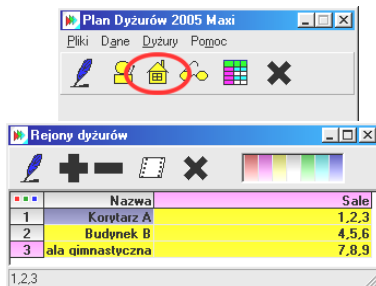 Plan Dyżurów 2005 Maxi
Pliki Dane Dyżury Pomoc
Rejony dyżurów
Nazwa Sale
1 Korytarz A 1,2,3
2 Budynek B 4,5,6
3 ala gimnastyczna 7,8,9
1,2,3